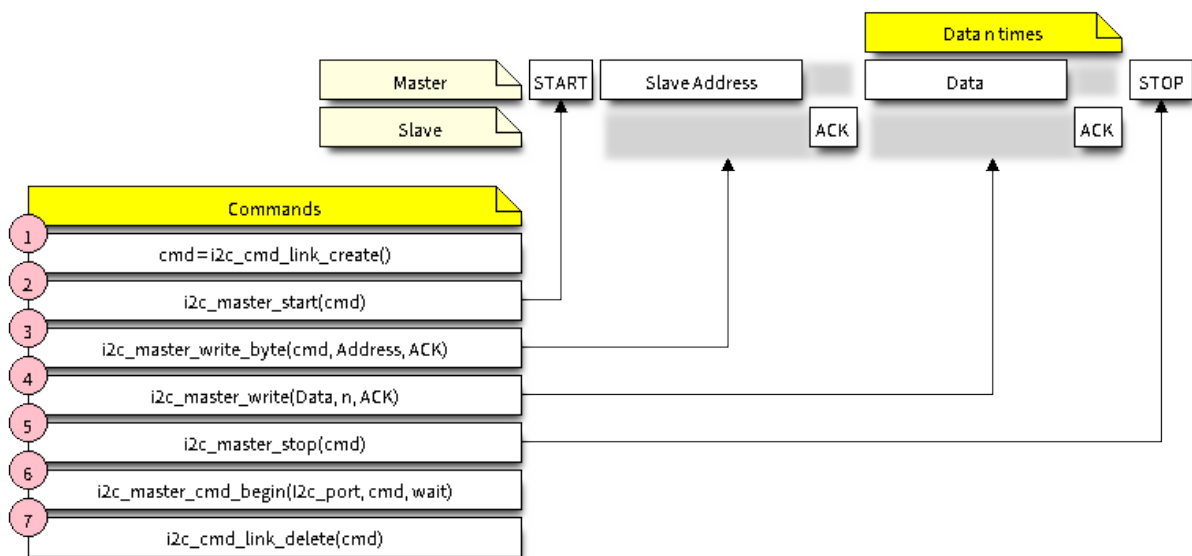 Data n times
Master START Slave Address Data STOP
Slave ACK ACK
Commands
1
cmd=i2c_cmd_link_create()
2
i2c_master_start(cmd)
3
i2c_master_write_byte(cmd, Address, ACK)
4
i2c_master_write(Data, n, ACK)
5
i2c_master_stop(cmd)
6
i2c_master_cmd_begin(I2c_port, cmd, wait)
7
i2c_cmd_link_delete(cmd)